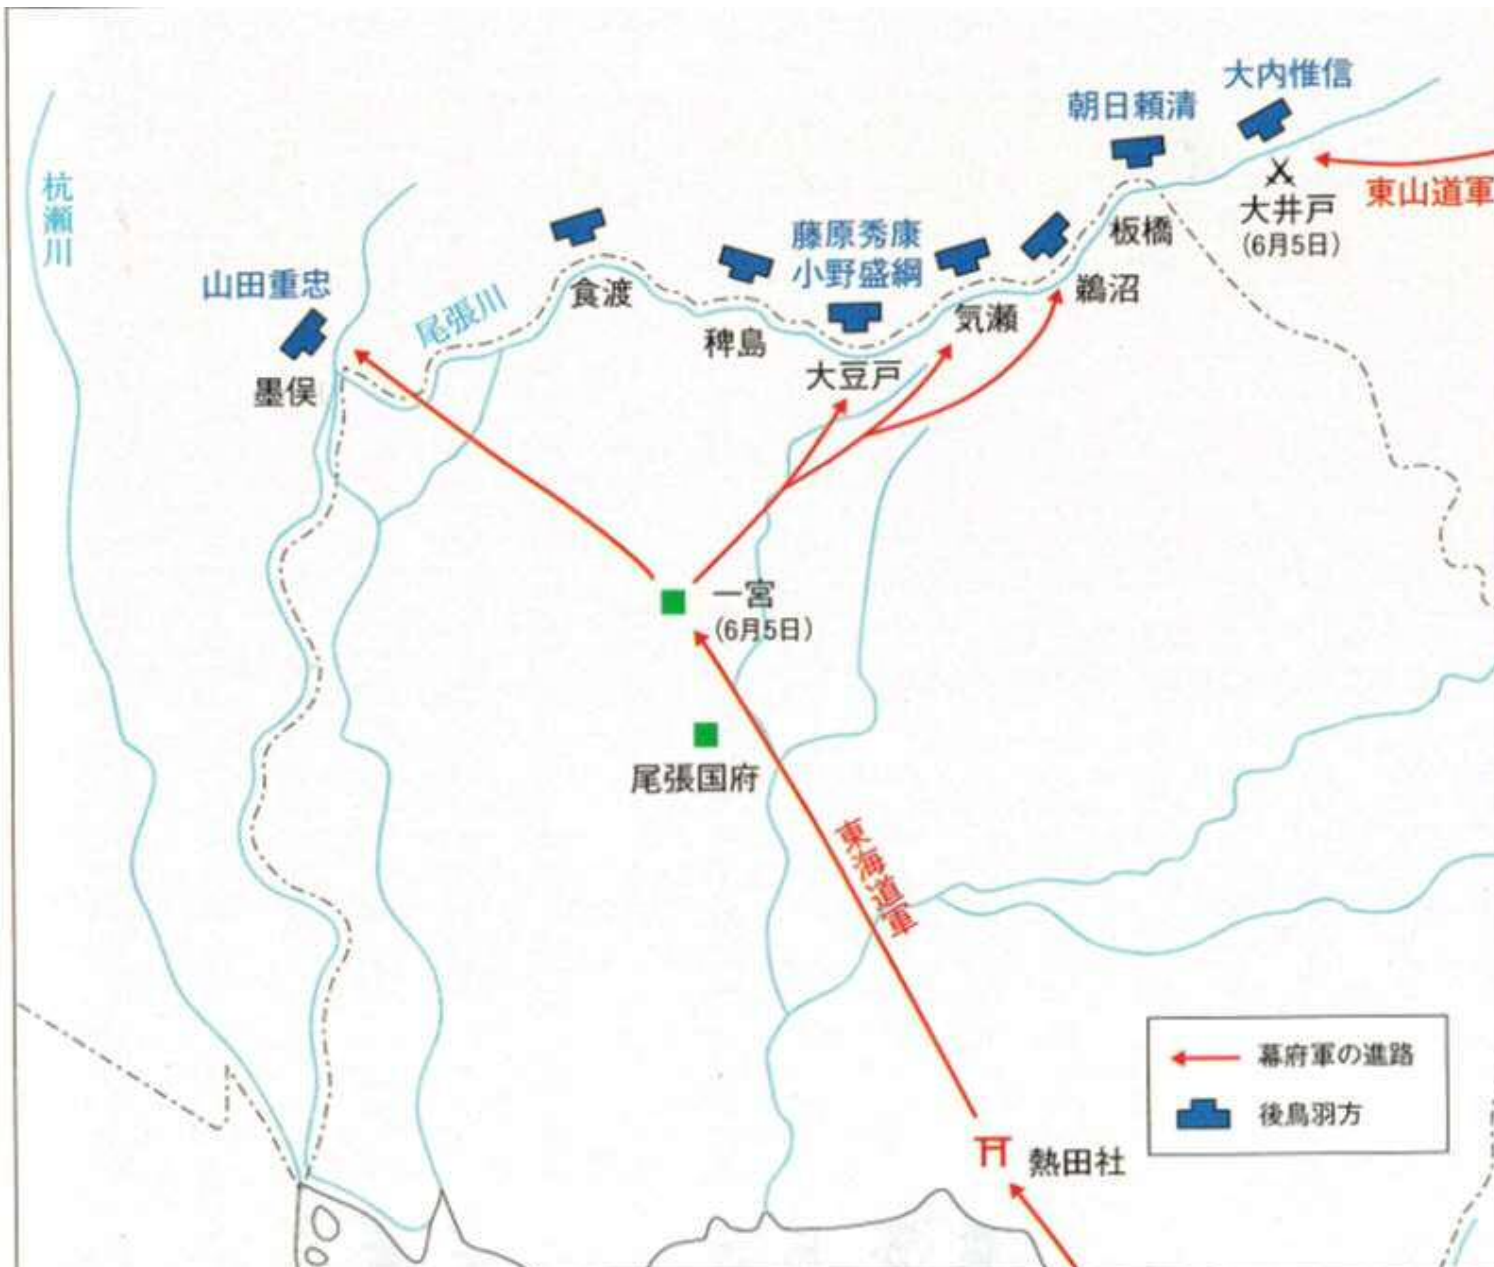 大内惟信
朝日頼清
東山道軍
大井戸
(6月5日)
板橋
杭瀬川
藤原秀康
小野盛綱
山田重忠
尾張川
食渡
稗島
気瀬
鵜沼
大豆戸
墨俣
一宮
(6月5日)
尾張国府
東海道軍
幕府軍の進路
後鳥羽方
熱田社